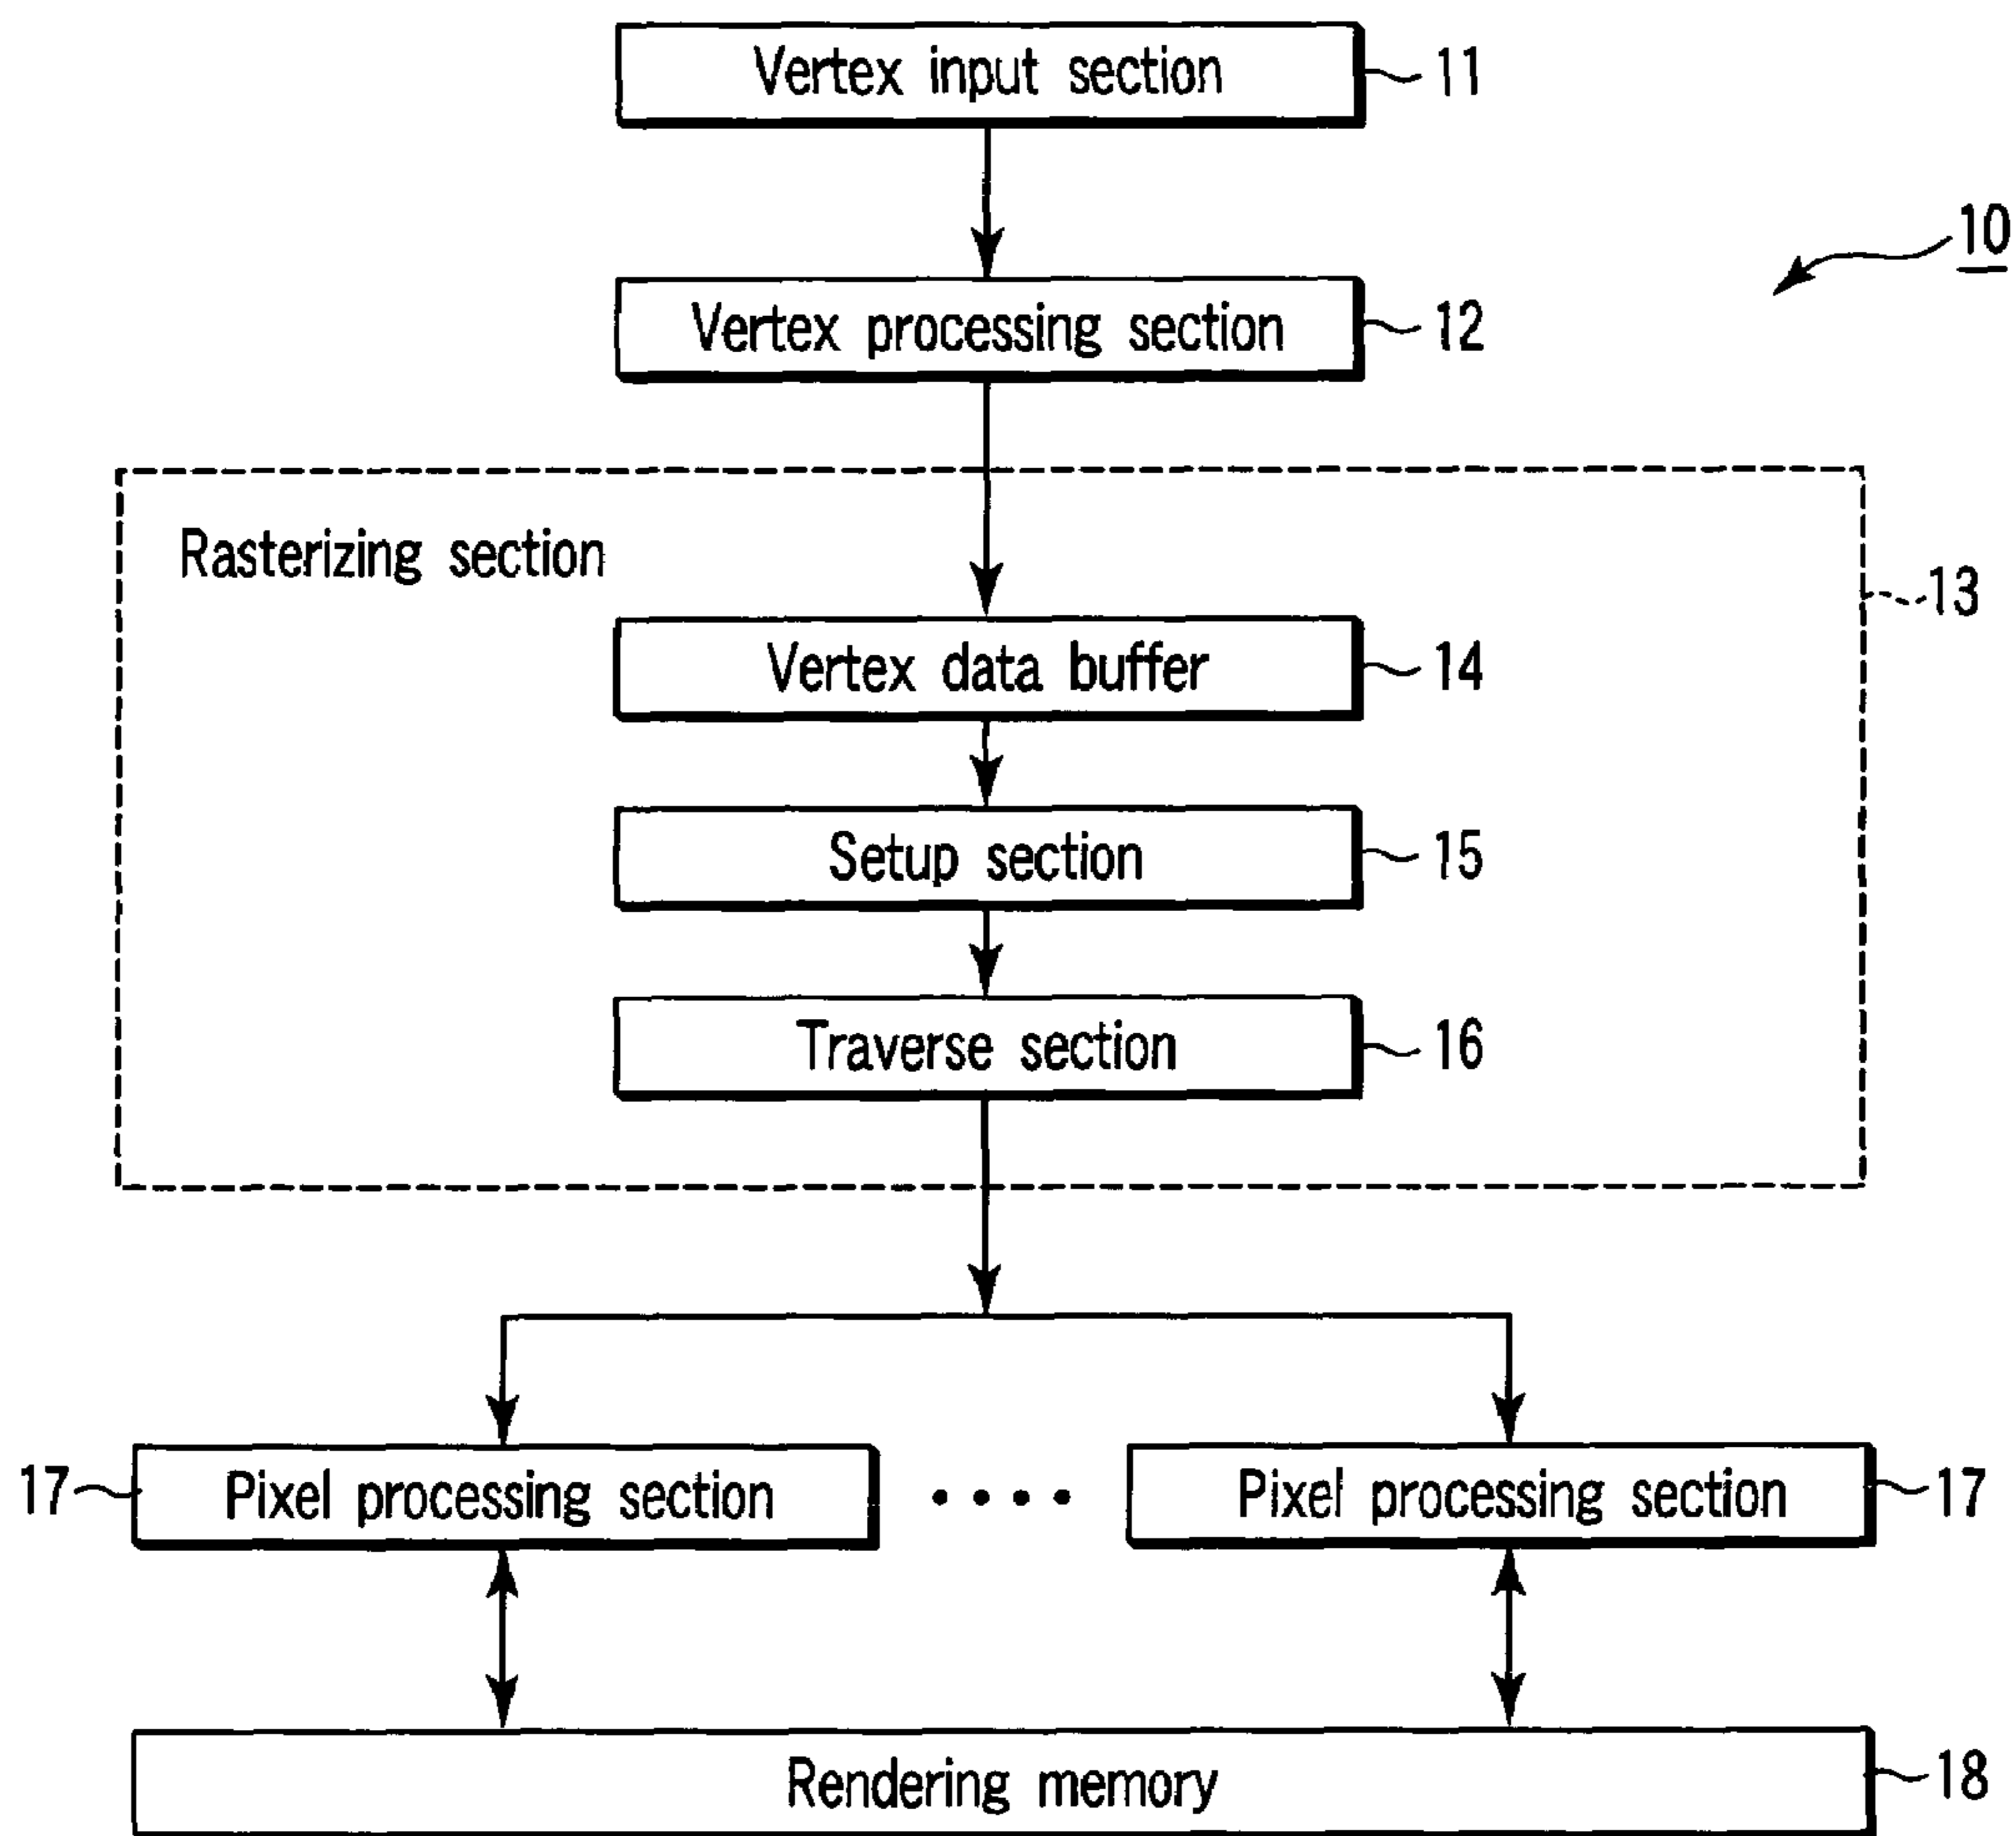 Vertex input section 11
10
Vertex processing section 12
Rasterizing section
13
Vertex data buffer 14
Setup section 15
Traverse section 16
17 Pixel processing section Pixel processing section 17
Rendering memory 18